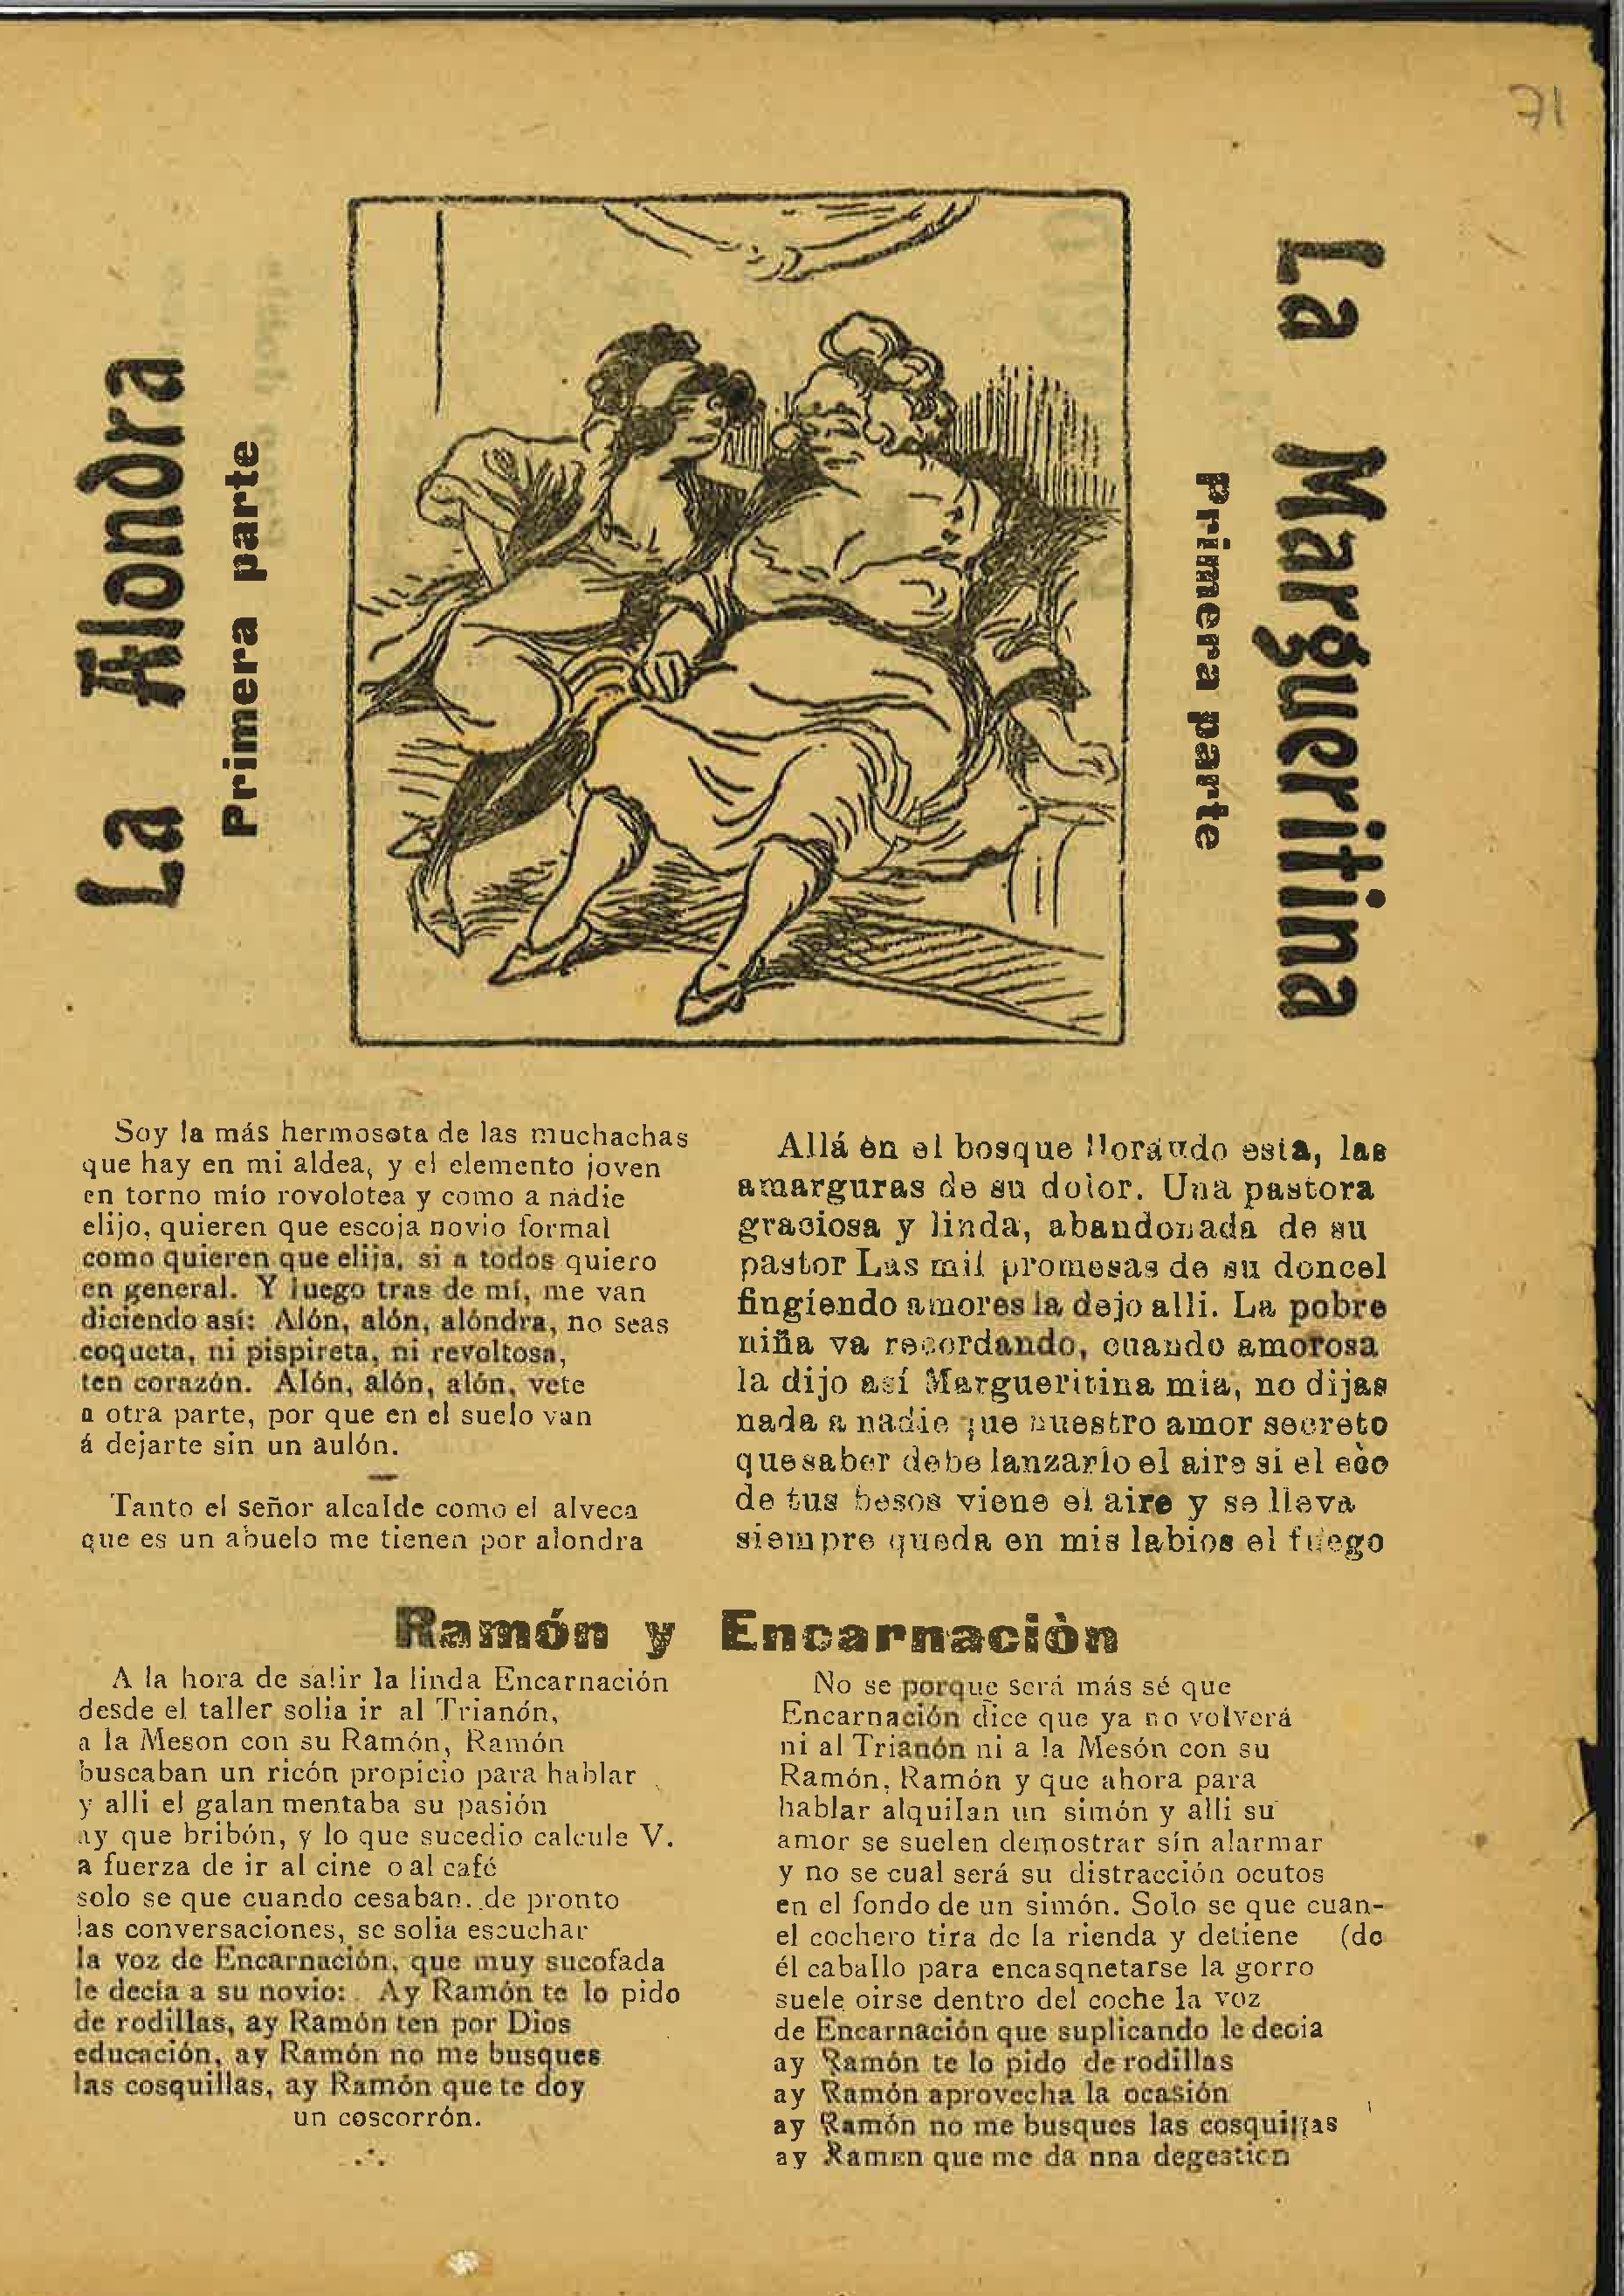 71
La Alondra
Primera parte
La Margueritina
Primera parte
Soy la más hermosota de las muchachas
que hay en mi aldea, y el elemento joven
en torno mío rovolotea y como a nadie
elijo, quieren que escoja novio formal
como quieren que elija, si a todos quiero
en general. Y luego tras de mí, me van
diciendo así: Alón, alón, alóndra, no seas
coqueta, ni pispireta, ni revoltosa,
ten corazón. Alón, alón, alón, vete
a otra parte, por que en el suelo van
á dejarte sin un aulón.
Tanto el señor alcalde como el alveca
que es un abuelo me tienen por alondra
Allá èn el bosque lloraudo esta, las
amarguras de su dolor. Una pastora
graciosa y linda, abandonada de su
pastor Las mil promesas de su doncel
fingiendo amores la dejo alli. La pobre
niña va recordando, cuando amorosa
la dijo así Margueritina mia, no dijas
nada a nadie que nuestro amor secreto
que saber debe lanzarlo el aire si el eco
de tus besos viene el aire y se lleva
siempre queda en mis labios el fuego
Ramón y Encarnaciòn
A la hora de salir la linda Encarnación
desde el taller solia ir al Trianón,
a la Meson con su Ramón, Ramón
buscaban un ricón propicio para hablar
y alli el galan mentaba su pasión
ay que bribón, y lo que sucedio calcule V.
a fuerza de ir al cine o al café
solo se que cuando cesaban. de pronto
las conversaciones, se solia escuchar
la voz de Encarnación, que muy sucofada
le decía a su novio: Ay Ramón te lo pido
de rodillas, ay Ramón ten por Dios
educación, ay Ramón no me busques
las cosquillas, ay Ramón que te doy
un coscorrón.
No se porque será más sé que
Encarnación dice que ya no volverá
ni al Trianón ni a la Mesón con su
Ramón, Ramón y que ahora para
hablar alquilan un simón y alli su
amor se suelen demostrar sín alarmar
y no se cual será su distracción ocutos
en el fondo de un simón. Solo se que cuan-
el cochero tira de la rienda y detiene (do
él caballo para encasqnetarse la gorro
suele oirse dentro del coche la voz
de Encarnación que suplicando le decia
ay Ramón te lo pido de rodillas
ay Ramón aprovecha la ocasión
ay Ramón no me busques las cosquillas
ay Ramen que me da nna degestion